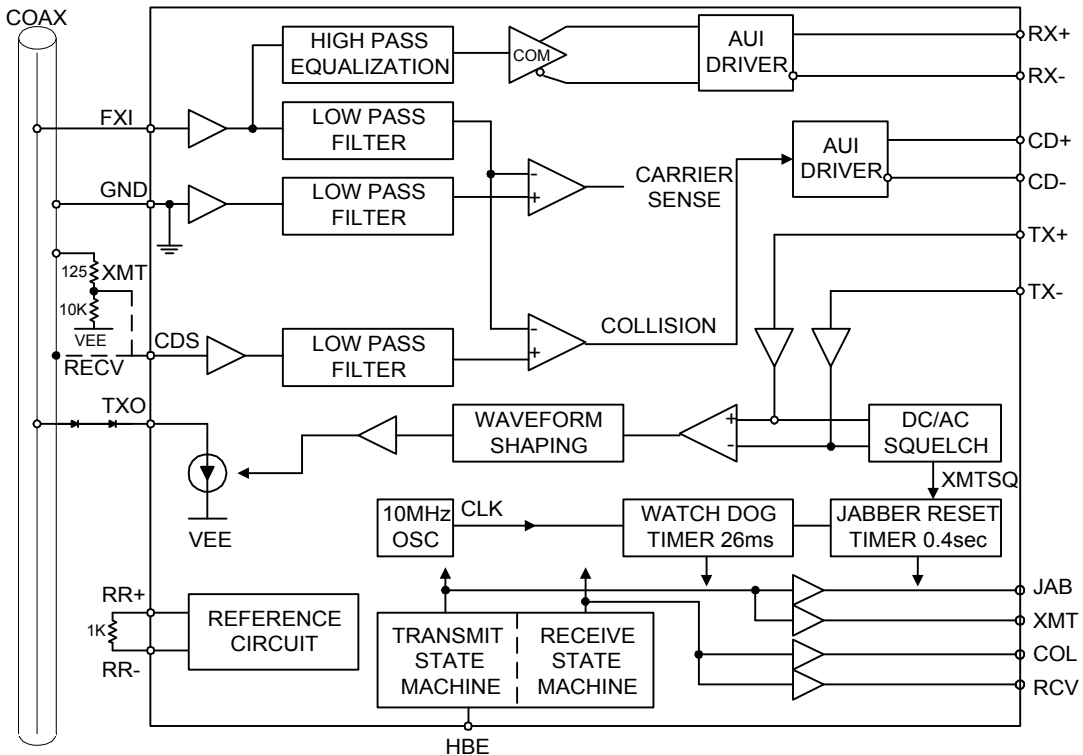 COAX
HIGH PASS
EQUALIZATION
COM
AUI
DRIVER
RX+
RX-
FXI
LOW PASS
FILTER
AUI
DRIVER
CD+
CD-
GND
LOW PASS
FILTER
-
+
CARRIER
SENSE
TX+
TX-
125
XMT
10K
VEE
RECV
CDS
LOW PASS
FILTER
-
+
COLLISION
TXO
WAVEFORM
SHAPING
+
-
DC/AC
SQUELCH
XMTSQ
VEE
10MHz
OSC
CLK
WATCH DOG
TIMER 26ms
JABBER RESET
TIMER 0.4sec
RR+
1K
RR-
REFERENCE
CIRCUIT
TRANSMIT
STATE
MACHINE
RECEIVE
STATE
MACHINE
JAB
XMT
COL
RCV
HBE